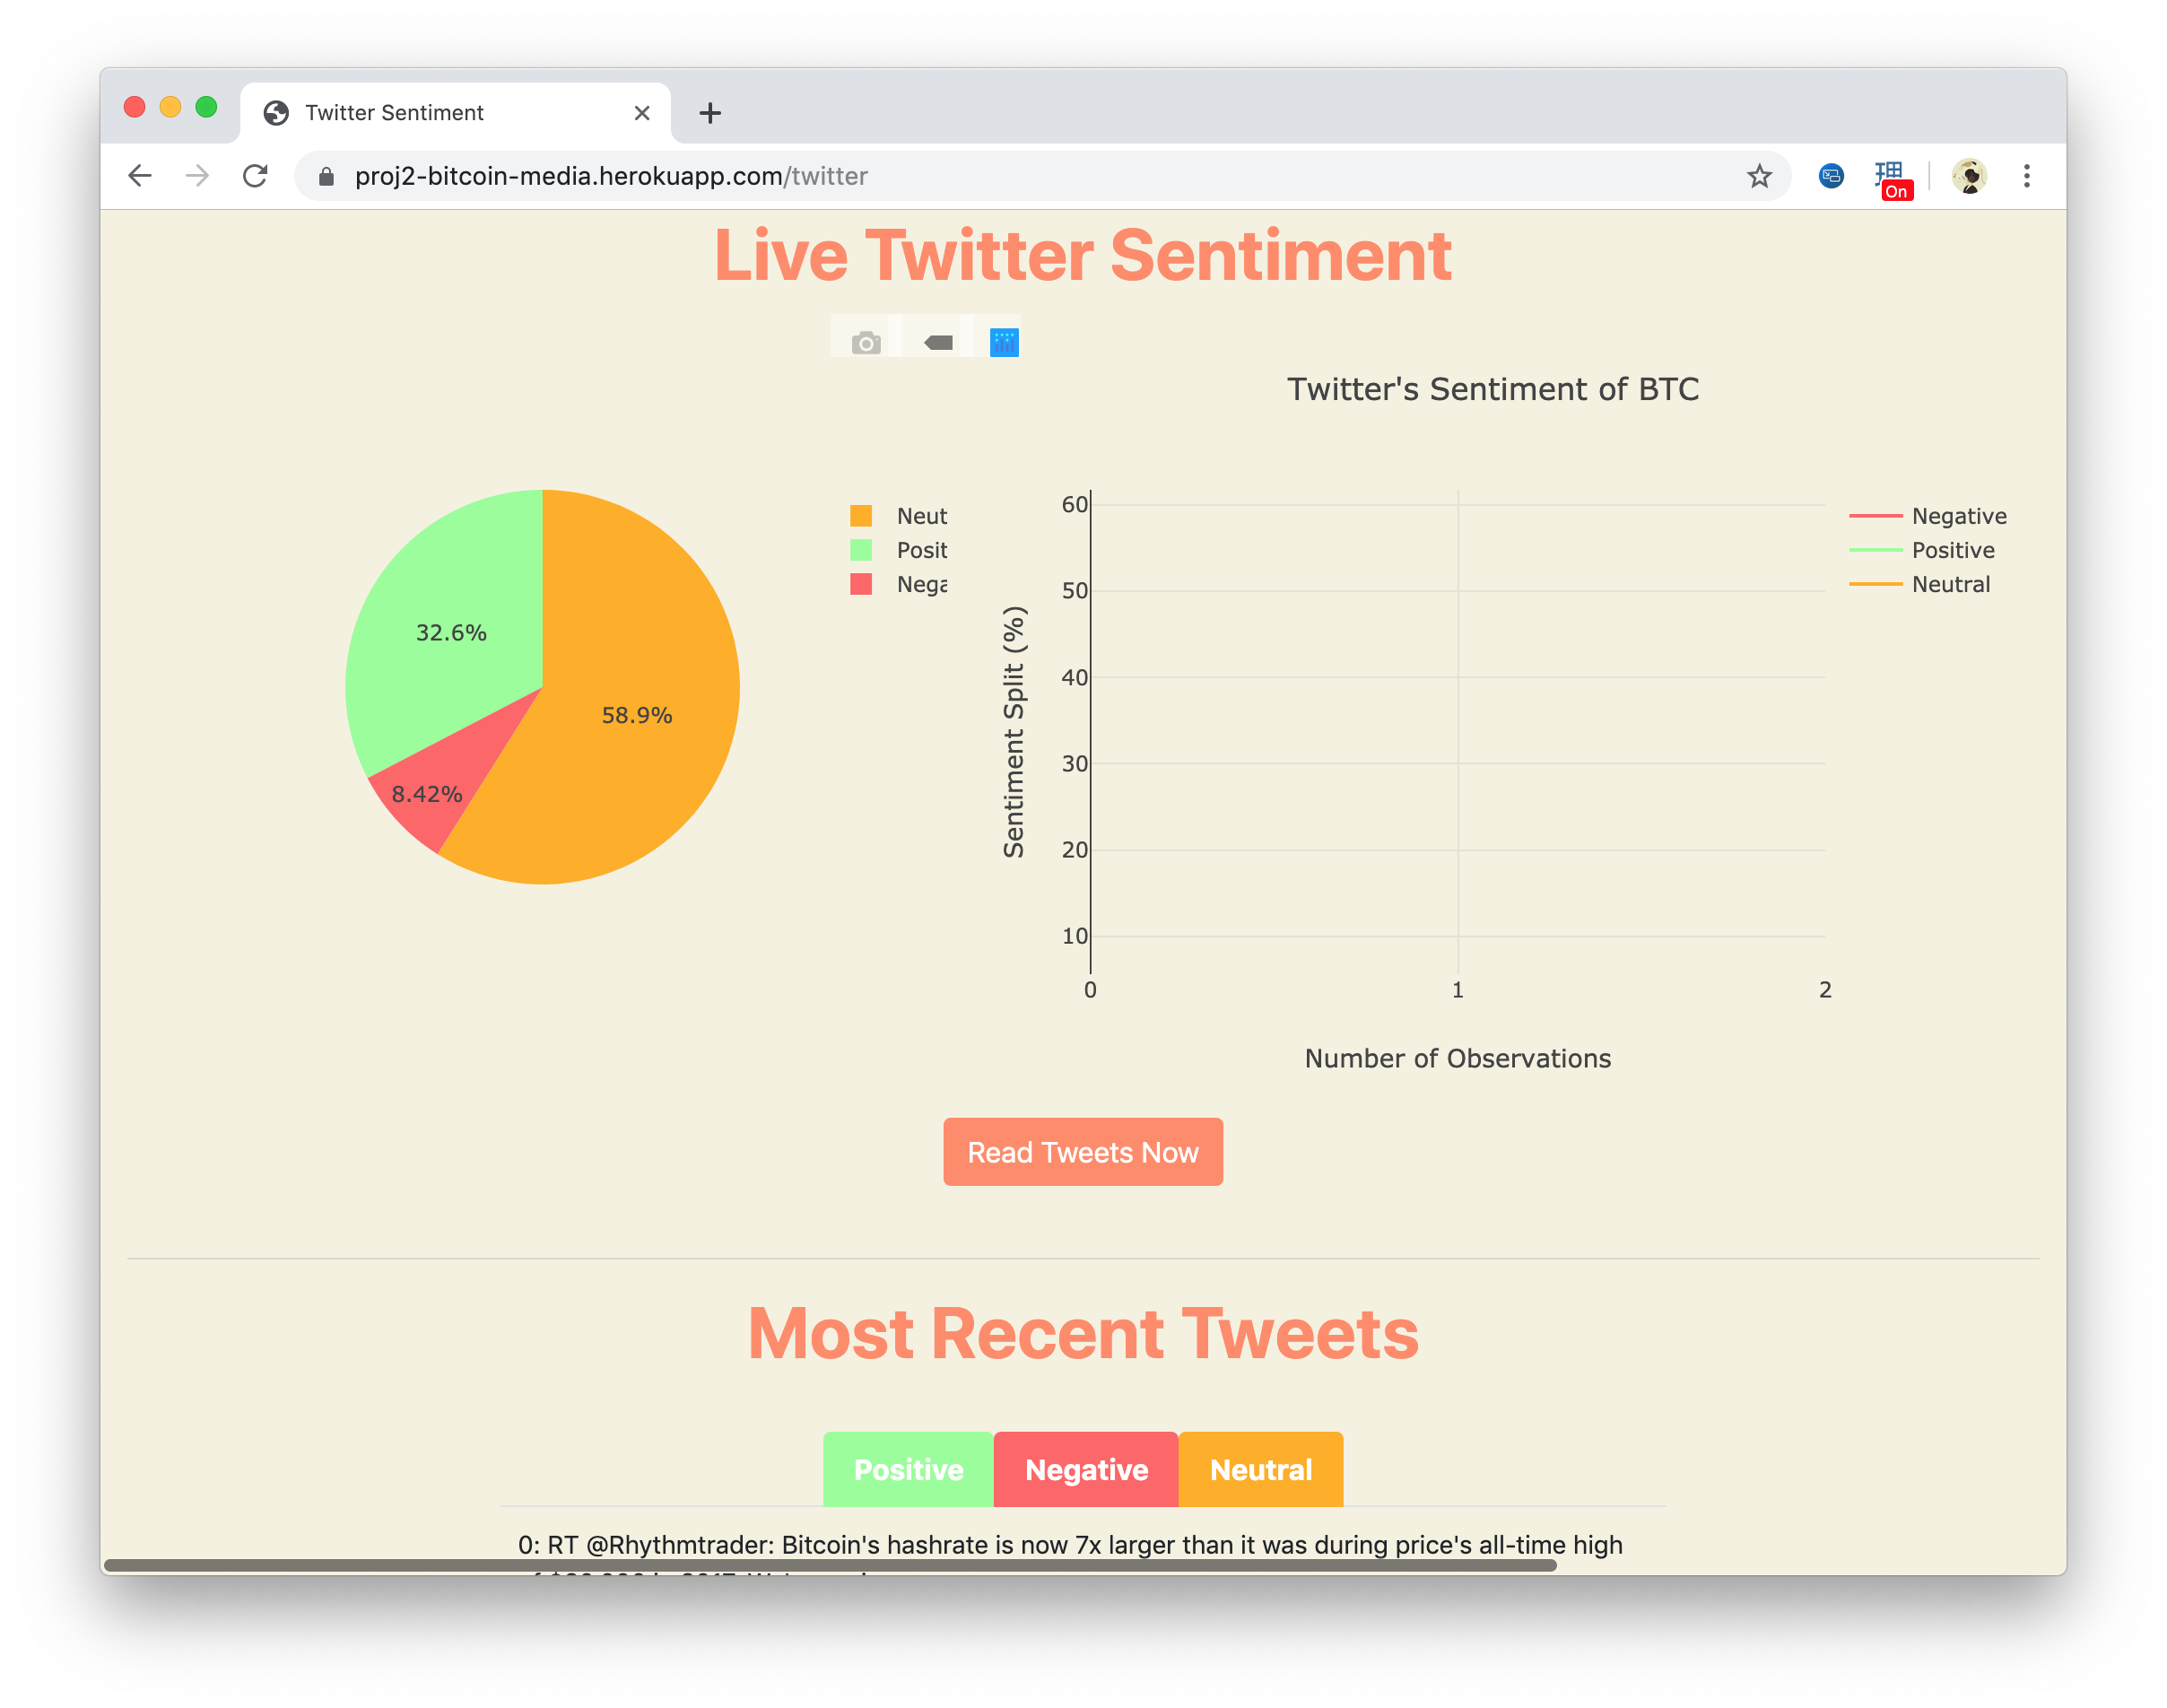 Twitter Sentiment
proj2-bitcoin-media.herokuapp.com/twitter
理
On
Live Twitter Sentiment
Neut
Posit
Nega
32.6%
58.9%
8.42%
Twitter's Sentiment of BTC
Sentiment Split (%)
60
50
40
30
20
10
0 1 2
Number of Observations
Negative
Positive
Neutral
Read Tweets Now
Most Recent Tweets
Positive Negative Neutral
0: RT @Rhythmtrader: Bitcoin's hashrate is now 7x larger than it was during price's all-time high